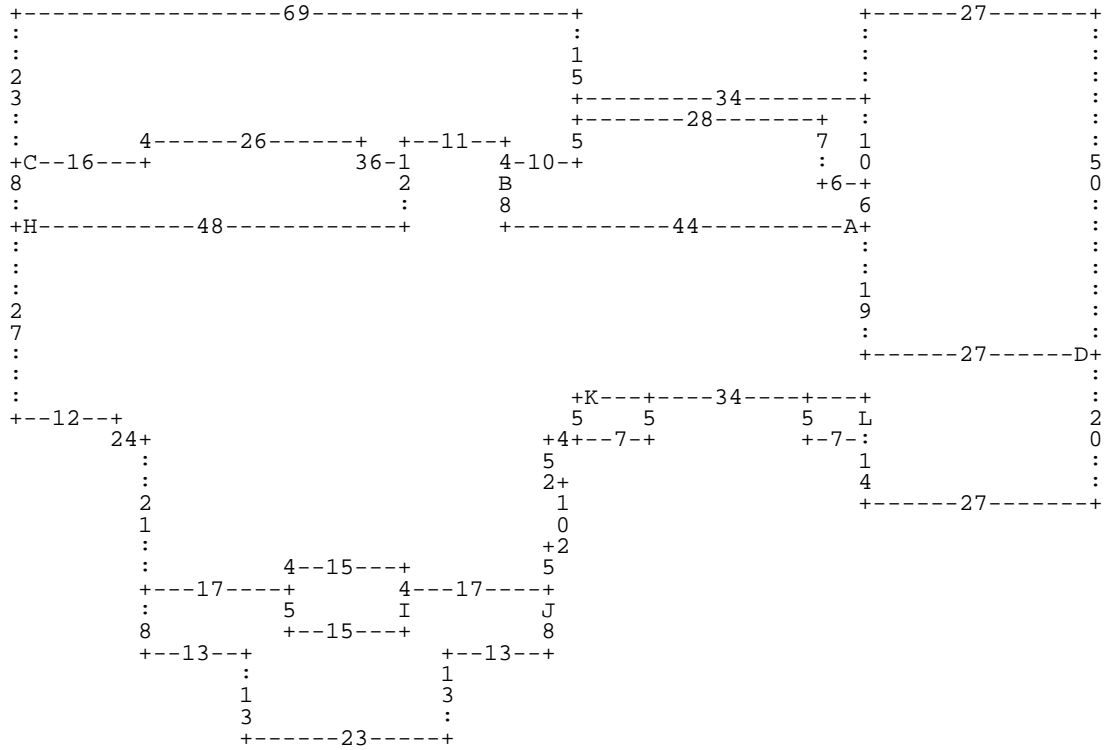 +------------------69------------------+                   +------27-------+
:                                      :                   :               :
:                                      1                   :               :
2                                      5                   :               :
3                                      +---------34--------+               :
:                                      +-------28-------+  :               :
:        4------26------+  +--11--+    5                7  1               :
+C--16---+              36-1      4-10-+                :  0               5
8                          2      B                     +6-+               0
:                          :      8                        6               :
+H-----------48------------+      +-----------44----------A+               :
:                                                          :               :
:                                                          :               :
:                                                          1               :
2                                                          9               :
7                                                          :               :
:                                                          +------27------D+
:                                                                          :
:                                      +K---+----34----+---+               :
+--12--+                               5    5          5   L               2
       24+                           +4+--7-+          +-7-:               0
         :                           5                     1               :
         :                           2+                    4               :
         2                            1                    +------27-------+
         1                            0
         :                           +2
         :         4--15---+         5
         +---17----+       4---17----+
         :         5       I         J
         8         +--15---+         8
         +--13--+             +--13--+
                :             1
                1             3
                3             :
                +------23-----+